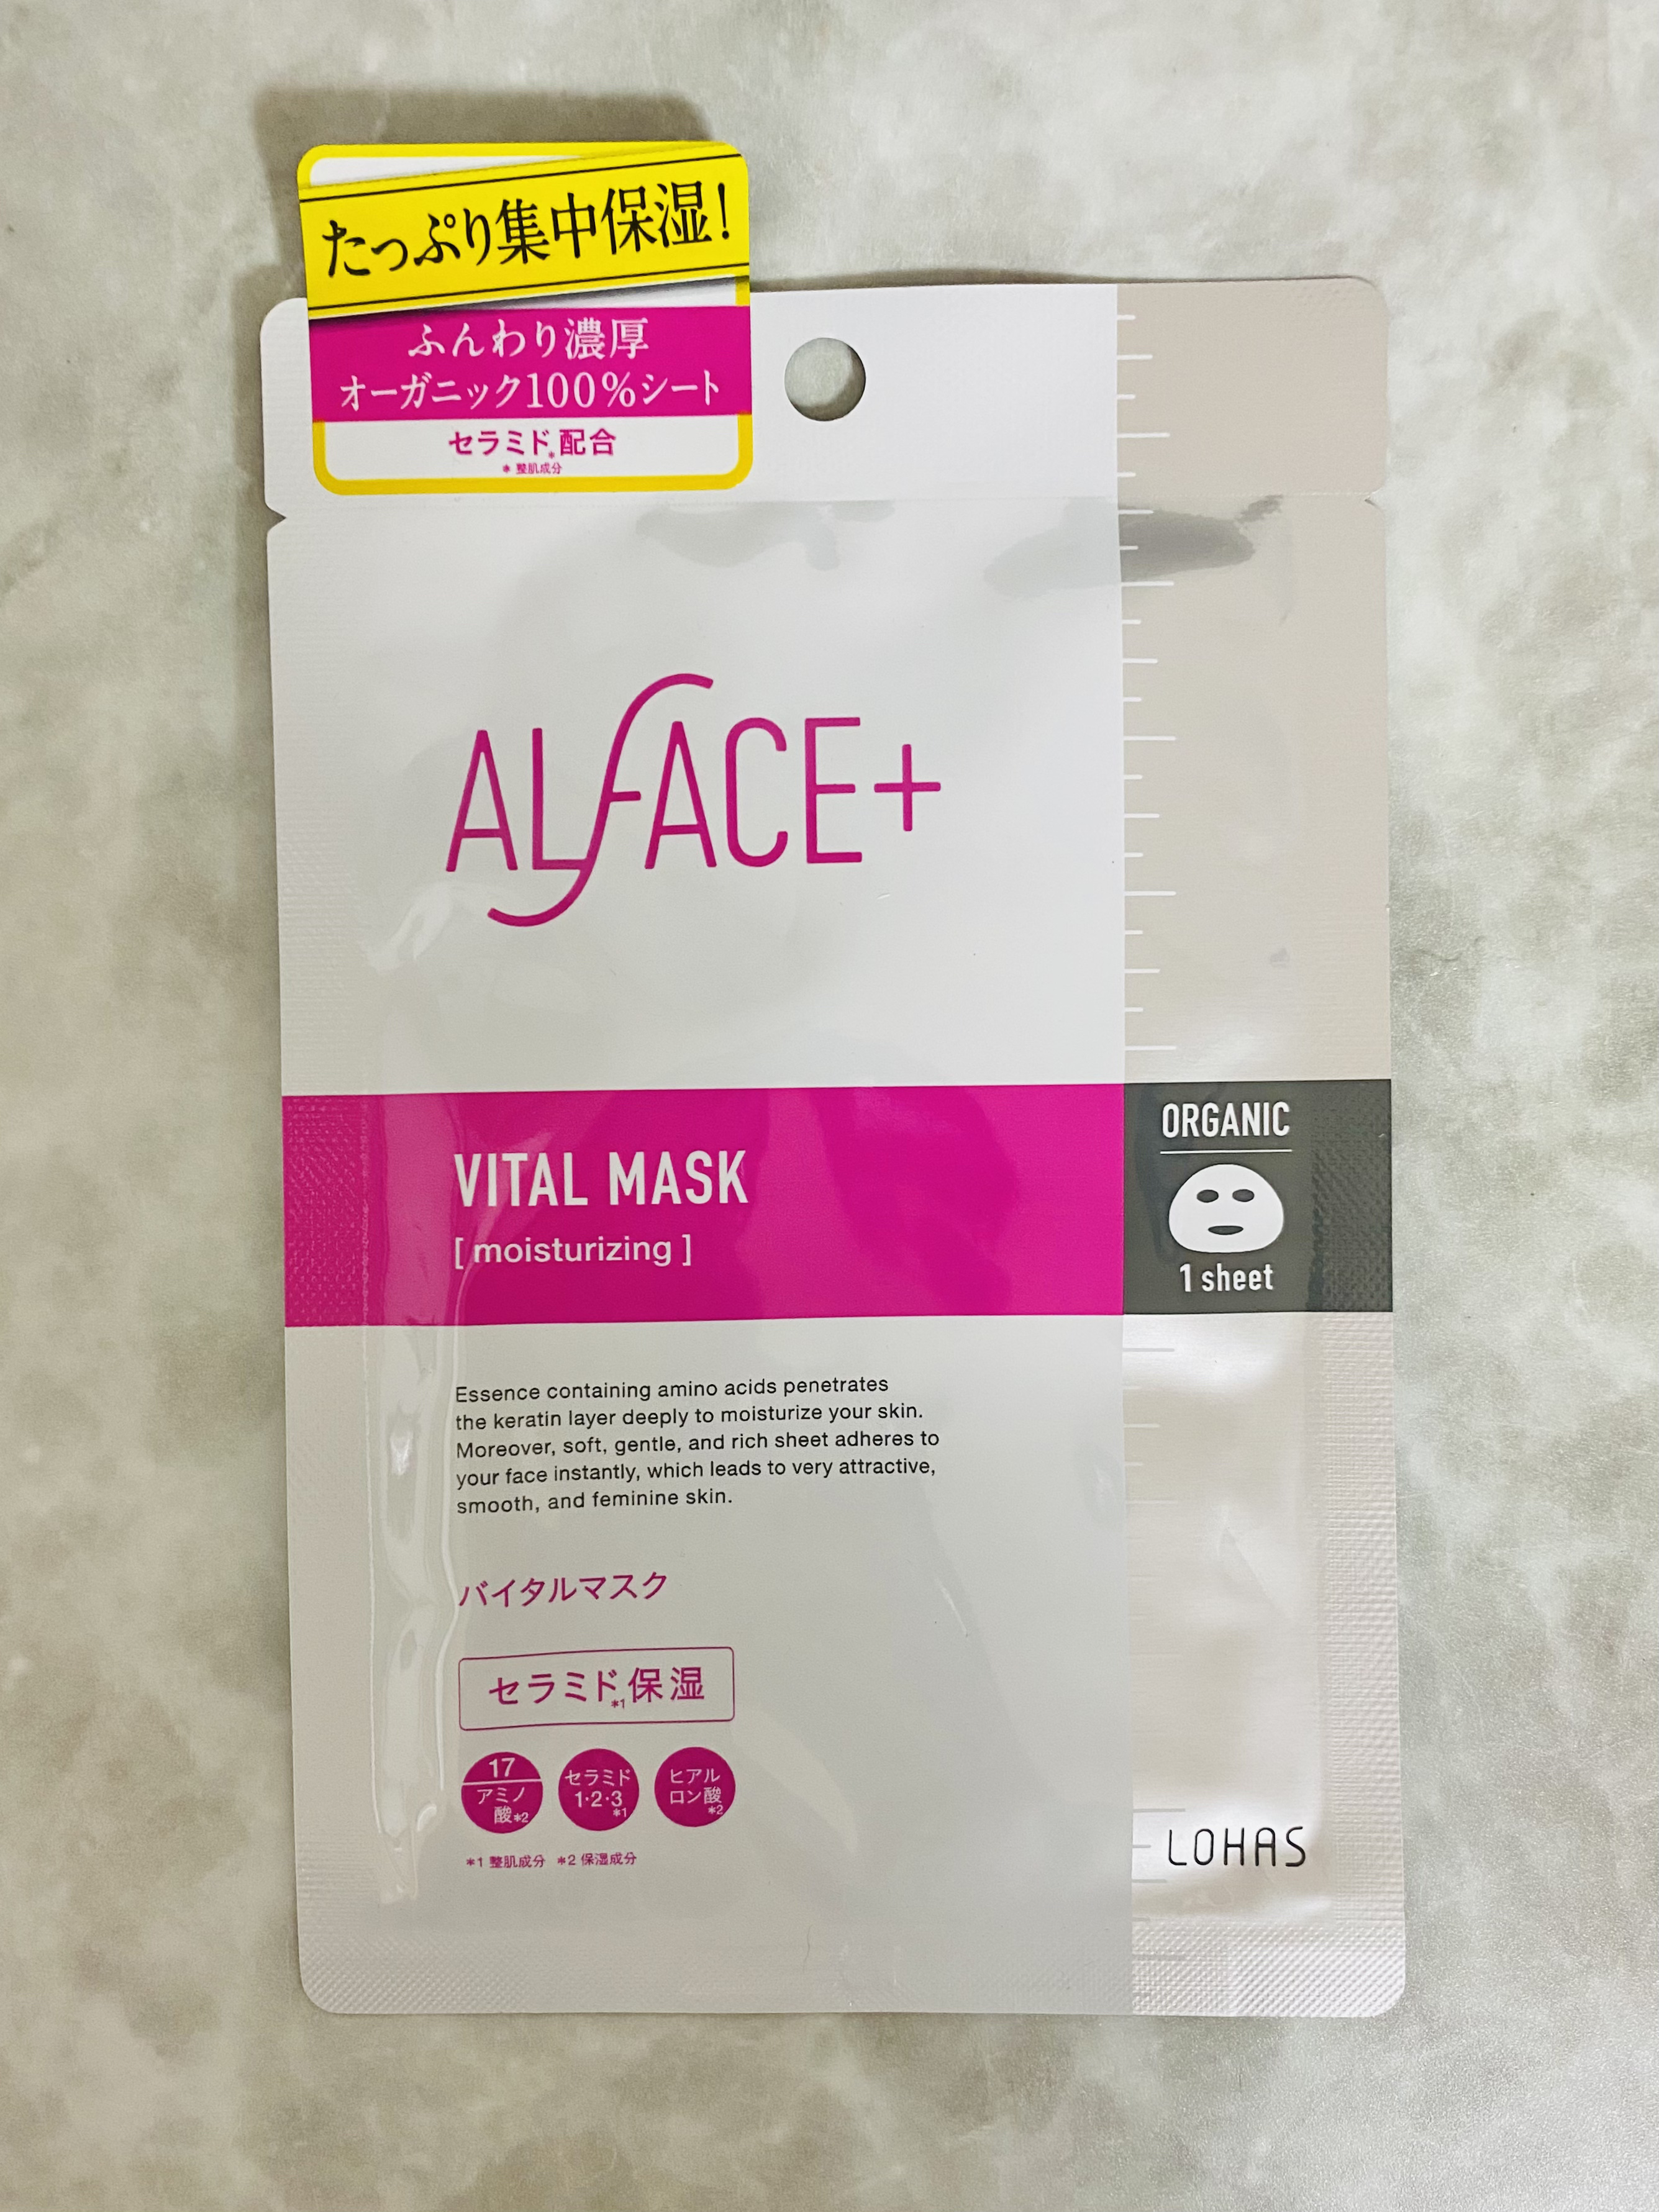 たっぷり集中保湿!
ふんわり濃厚
オーガニック100%シート
セラミド*配合
* 整肌成分
ALFACE+
VITAL MASK
[ moisturizing ]
ORGANIC
1 sheet
Essence containing amino acids penetrates
the keratin layer deeply to moisturize your skin.
Moreover, soft, gentle, and rich sheet adheres to
your face instantly, which leads to very attractive,
smooth, and feminine skin.
バイタルマスク
セラミド*1保湿
17
アミノ
酸*2
セラミド
1・2・3
*1
ヒアル
ロン酸
*2
*1 整肌成分 *2 保湿成分
LOHAS